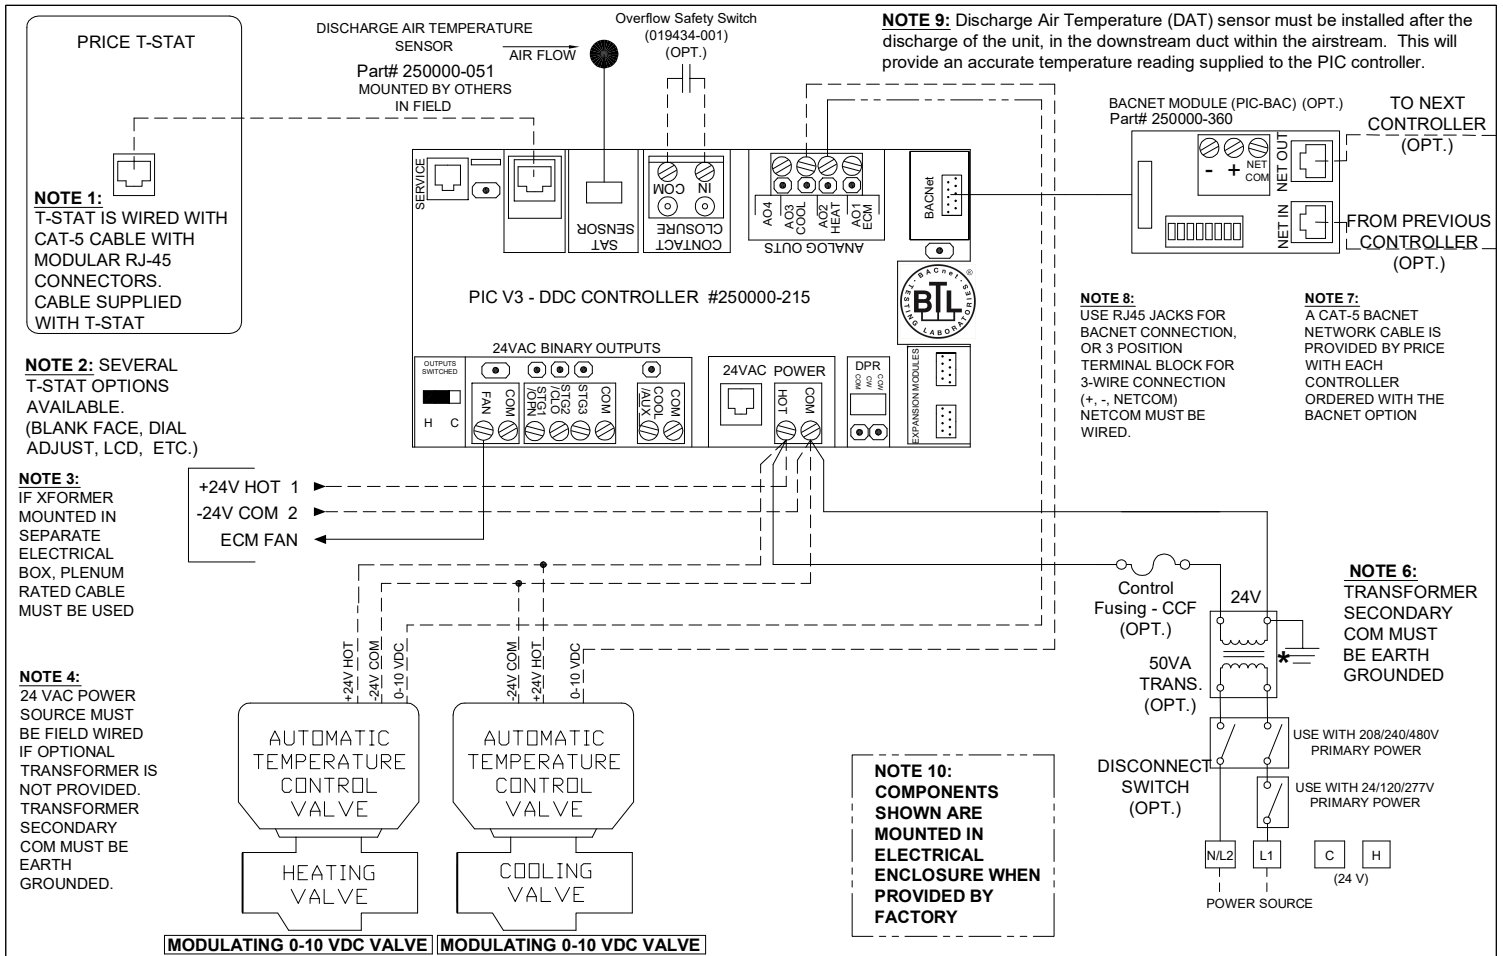 PRICE T-STAT
NOTE 1:
T-STAT IS WIRED WITH
CAT-5 CABLE WITH
MODULAR RJ-45
CONNECTORS.
CABLE SUPPLIED
WITH T-STAT
DISCHARGE AIR TEMPERATURE
SENSOR
Part# 250000-051
MOUNTED BY OTHERS
IN FIELD
AIR FLOW
Overflow Safety Switch
(019434-001)
(OPT.)
NOTE 9: Discharge Air Temperature (DAT) sensor must be installed after the
discharge of the unit, in the downstream duct within the airstream. This will
provide an accurate temperature reading supplied to the PIC controller.
BACNET MODULE (PIC-BAC) (OPT.)
Part# 250000-360
- + NET
COM
NET OUT
NET IN
TO NEXT
CONTROLLER
(OPT.)
FROM PREVIOUS
CONTROLLER
(OPT.)
SERVICE
SAT
SENSOR
COM
IN
CONTACT
CLOSURE
AO4
AO3
COOL
AO2
HEAT
AO1
ECM
ANALOG OUTS
BACNet
PIC V3 - DDC CONTROLLER #250000-215
BACnet
BTL
®
TESTING LABORATORIES
24VAC BINARY OUTPUTS
OUTPUTS
SWITCHED
H C
FAN
COM
STG1
/OPN
STG2
/CLO
STG3
COM
COOL
/AUX
COM
24VAC POWER
HOT
COM
DPR
COM
CW
CCW
EXPANSION MODULES
NOTE 8:
USE RJ45 JACKS FOR
BACNET CONNECTION,
OR 3 POSITION
TERMINAL BLOCK FOR
3-WIRE CONNECTION
(+, -, NETCOM)
NETCOM MUST BE
WIRED.
NOTE 7:
A CAT-5 BACNET
NETWORK CABLE IS
PROVIDED BY PRICE
WITH EACH
CONTROLLER
ORDERED WITH THE
BACNET OPTION
NOTE 2: SEVERAL
T-STAT OPTIONS
AVAILABLE.
(BLANK FACE, DIAL
ADJUST, LCD, ETC.)
NOTE 3:
IF XFORMER
MOUNTED IN
SEPARATE
ELECTRICAL
BOX, PLENUM
RATED CABLE
MUST BE USED
+24V HOT 1
-24V COM 2
ECM FAN
NOTE 4:
24 VAC POWER
SOURCE MUST
BE FIELD WIRED
IF OPTIONAL
TRANSFORMER IS
NOT PROVIDED.
TRANSFORMER
SECONDARY
COM MUST BE
EARTH
GROUNDED.
+24V HOT
-24V COM
0-10 VDC
-24V COM
+24V HOT
0-10 VDC
AUTOMATIC
TEMPERATURE
CONTROL
VALVE
HEATING
VALVE
MODULATING 0-10 VDC VALVE
AUTOMATIC
TEMPERATURE
CONTROL
VALVE
COOLING
VALVE
MODULATING 0-10 VDC VALVE
NOTE 10:
COMPONENTS
SHOWN ARE
MOUNTED IN
ELECTRICAL
ENCLOSURE WHEN
PROVIDED BY
FACTORY
Control
Fusing - CCF
(OPT.)
24V
*
50VA
TRANS.
(OPT.)
NOTE 6:
TRANSFORMER
SECONDARY
COM MUST
BE EARTH
GROUNDED
DISCONNECT
SWITCH
(OPT.)
USE WITH 208/240/480V
PRIMARY POWER
USE WITH 24/120/277V
PRIMARY POWER
N/L2
L1
C
H
(24 V)
POWER SOURCE